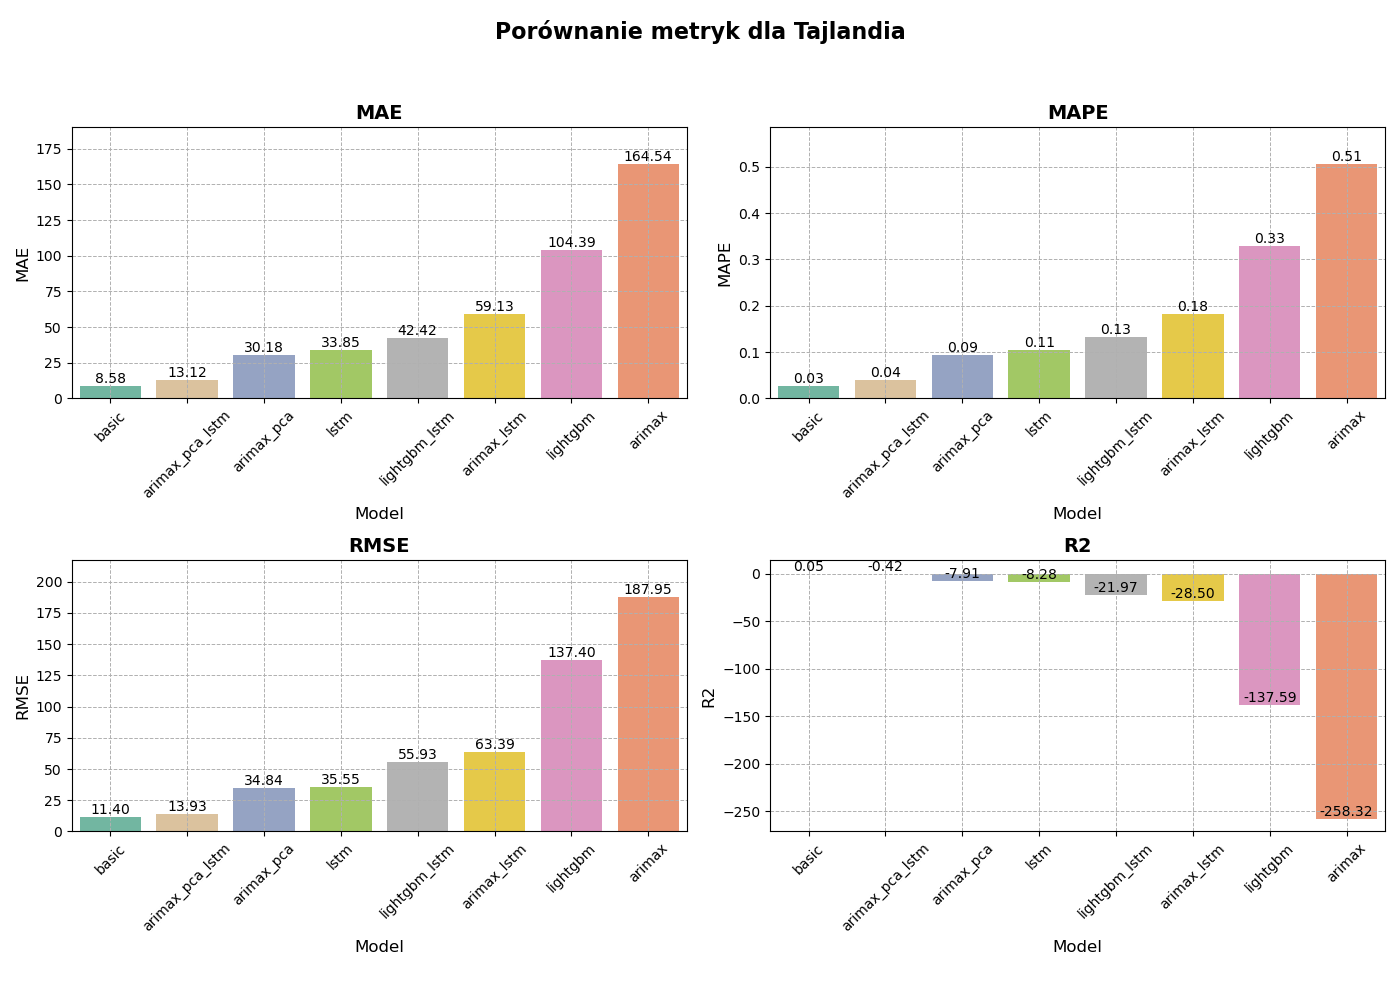 Porównanie metryk dla Tajlandia
MAE
MAE
175
150
125
100
75
50
25
0
8.58
13.12
30.18
33.85
42.42
59.13
104.39
164.54
basic
arimax_pca_lstm
arimax_pca
lstm
lightgbm_lstm
arimax_lstm
lightgbm
arimax
Model
MAPE
MAPE
0.5
0.4
0.3
0.2
0.1
0.0
0.03
0.04
0.09
0.11
0.13
0.18
0.33
0.51
basic
arimax_pca_lstm
arimax_pca
lstm
lightgbm_lstm
arimax_lstm
lightgbm
arimax
Model
RMSE
RMSE
200
175
150
125
100
75
50
25
0
11.40
13.93
34.84
35.55
55.93
63.39
137.40
187.95
basic
arimax_pca_lstm
arimax_pca
lstm
lightgbm_lstm
arimax_lstm
lightgbm
arimax
Model
R2
R2
0
−50
−100
−150
−200
−250
0.05
-0.42
-7.91
-8.28
-21.97
-28.50
-137.59
-258.32
basic
arimax_pca_lstm
arimax_pca
lstm
lightgbm_lstm
arimax_lstm
lightgbm
arimax
Model